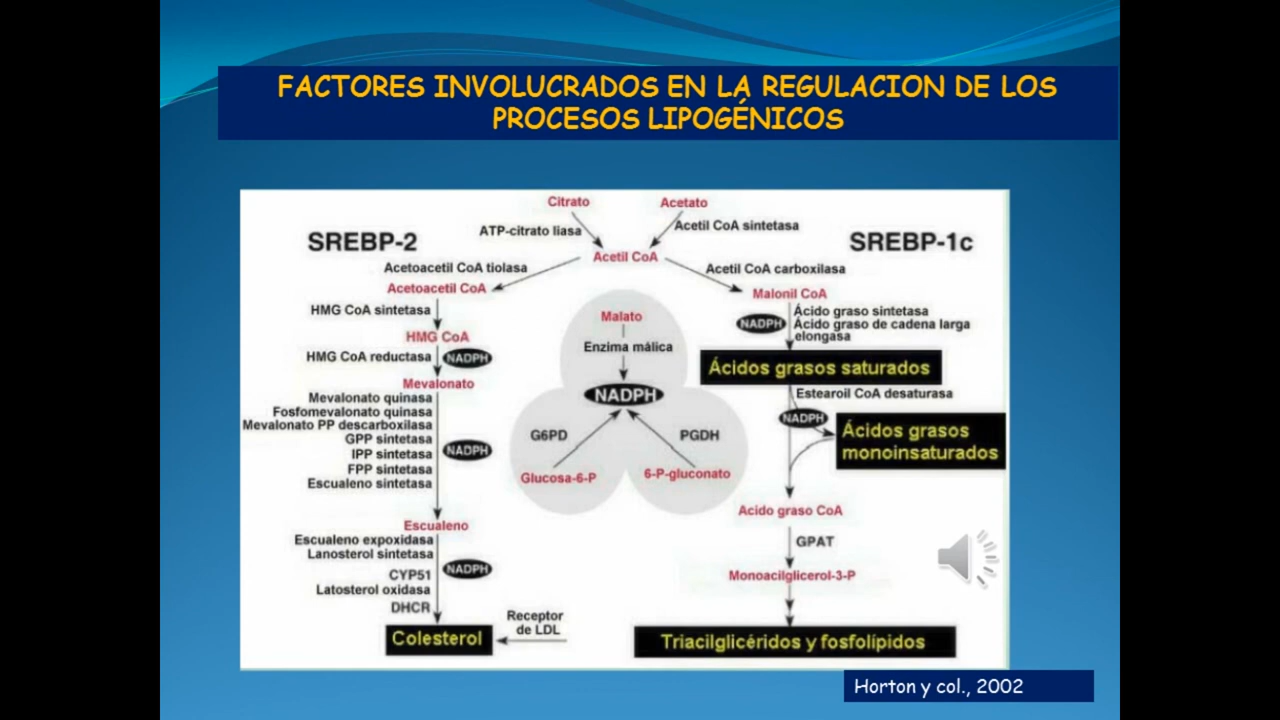 FACTORES INVOLUCRADOS EN LA REGULACION DE LOS
PROCESOS LIPOGÉNICOS
Citrato
Acetato
ATP-citrato liasa
Acetil CoA sintetasa
SREBP-2
SREBP-1c
Acetil CoA
Acetoacetil CoA tiolasa
Acetil CoA carboxilasa
Acetoacetil CoA
Malonil CoA
HMG CoA sintetasa
HMG CoA
HMG CoA reductasa
NADPH
Mevalonato
Mevalonato quinasa
Fosfomevalonato quinasa
Mevalonato PP descarboxilasa
GPP sintetasa
IPP sintetasa
FPP sintetasa
Escualeno sintetasa
NADPH
Escualeno
Escualeno expoxidasa
Lanosterol sintetasa
CYP51
Latosterol oxidasa
DHCR
NADPH
Colesterol
Receptor
de LDL
Malato
Enzima málica
NADPH
G6PD
PGDH
Glucosa-6-P
6-P-gluconato
NADPH
Ácido graso sintetasa
Ácido graso de cadena larga
elongasa
Ácidos grasos saturados
Estearoil CoA desaturasa
NADPH
Ácidos grasos
monoinsaturados
Acido graso CoA
GPAT
Monoacilglicerol-3-P
Triacilglicéridos y fosfolípidos
Horton y col., 2002